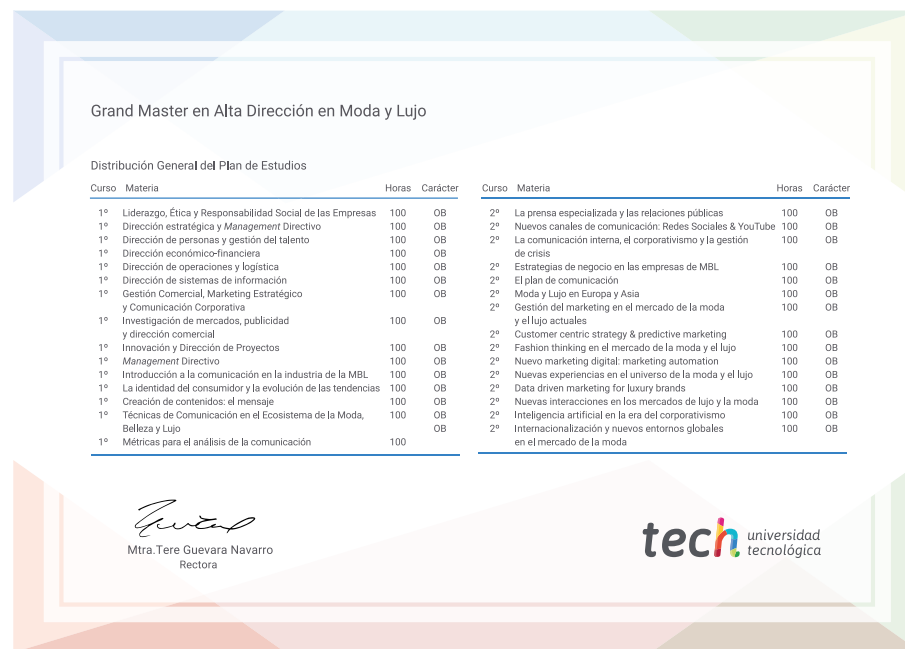 Grand Master en Alta Dirección en Moda y Lujo
Distribución General del Plan de Estudios
Curso Materia Horas Carácter
1º Liderazgo, Ética y Responsabilidad Social de las Empresas 100 OB
1º Dirección estratégica y Management Directivo 100 OB
1º Dirección de personas y gestión del talento 100 OB
1º Dirección económico-financiera 100 OB
1º Dirección de operaciones y logística 100 OB
1º Dirección de sistemas de información 100 OB
1º Gestión Comercial, Marketing Estratégico 100 OB
y Comunicación Corporativa
1º Investigación de mercados, publicidad 100 OB
y dirección comercial
1º Innovación y Dirección de Proyectos 100 OB
1º Management Directivo 100 OB
1º Introducción a la comunicación en la industria de la MBL 100 OB
1º La identidad del consumidor y la evolución de las tendencias 100 OB
1º Creación de contenidos: el mensaje 100 OB
1º Técnicas de Comunicación en el Ecosistema de la Moda, 100 OB
Belleza y Lujo OB
1º Métricas para el análisis de la comunicación 100
Curso Materia Horas Carácter
2º La prensa especializada y las relaciones públicas 100 OB
2º Nuevos canales de comunicación: Redes Sociales & YouTube 100 OB
2º La comunicación interna, el corporativismo y la gestión 100 OB
de crisis
2º Estrategias de negocio en las empresas de MBL 100 OB
2º El plan de comunicación 100 OB
2º Moda y Lujo en Europa y Asia 100 OB
2º Gestión del marketing en el mercado de la moda 100 OB
y el lujo actuales
2º Customer centric strategy & predictive marketing 100 OB
2º Fashion thinking en el mercado de la moda y el lujo 100 OB
2º Nuevo marketing digital: marketing automation 100 OB
2º Nuevas experiencias en el universo de la moda y el lujo 100 OB
2º Data driven marketing for luxury brands 100 OB
2º Nuevas interacciones en los mercados de lujo y la moda 100 OB
2º Inteligencia artificial en la era del corporativismo 100 OB
2º Internacionalización y nuevos entornos globales 100 OB
en el mercado de la moda
Mtra.Tere Guevara Navarro
Rectora
tech universidad
tecnológica